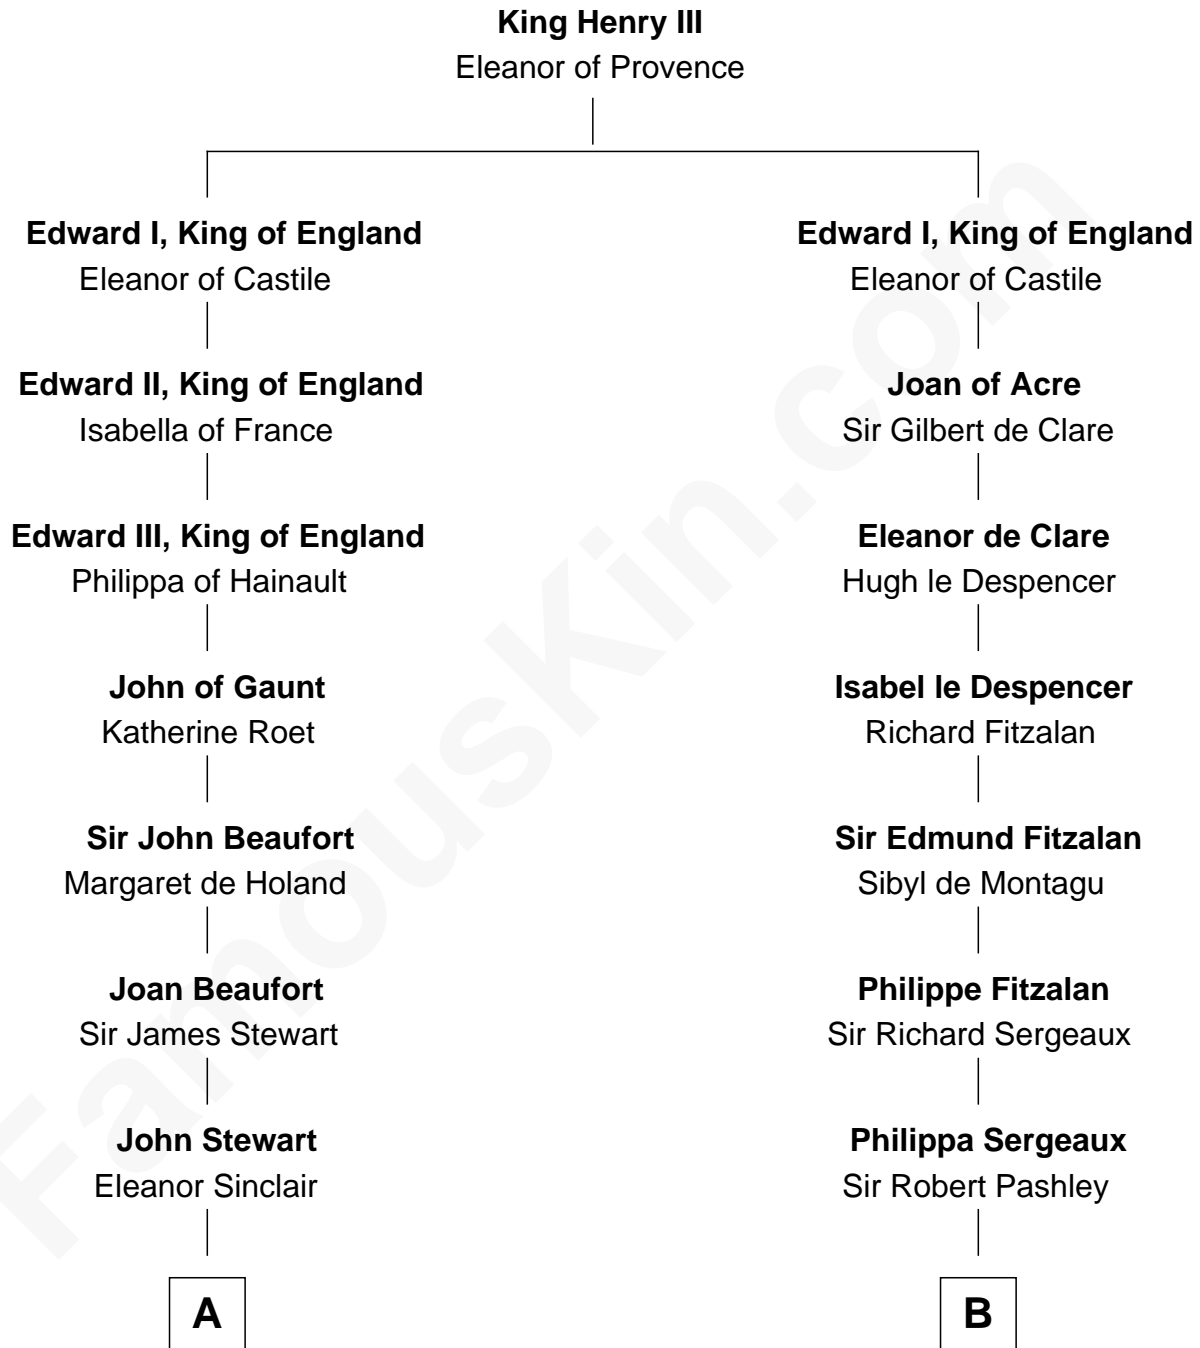 King Henry III
Eleanor of Provence
Edward I, King of England
Eleanor of Castile
Edward II, King of England
Isabella of France
Edward III, King of England
Philippa of Hainault
John of Gaunt
Katherine Roet
Sir John Beaufort
Margaret de Holand
Joan Beaufort
Sir James Stewart
John Stewart
Eleanor Sinclair
A
Edward I, King of England
Eleanor of Castile
Joan of Acre
Sir Gilbert de Clare
Eleanor de Clare
Hugh le Despencer
Isabel le Despencer
Richard Fitzalan
Sir Edmund Fitzalan
Sibyl de Montagu
Philippe Fitzalan
Sir Richard Sergeaux
Philippa Sergeaux
Sir Robert Pashley
B
FamousKin.com